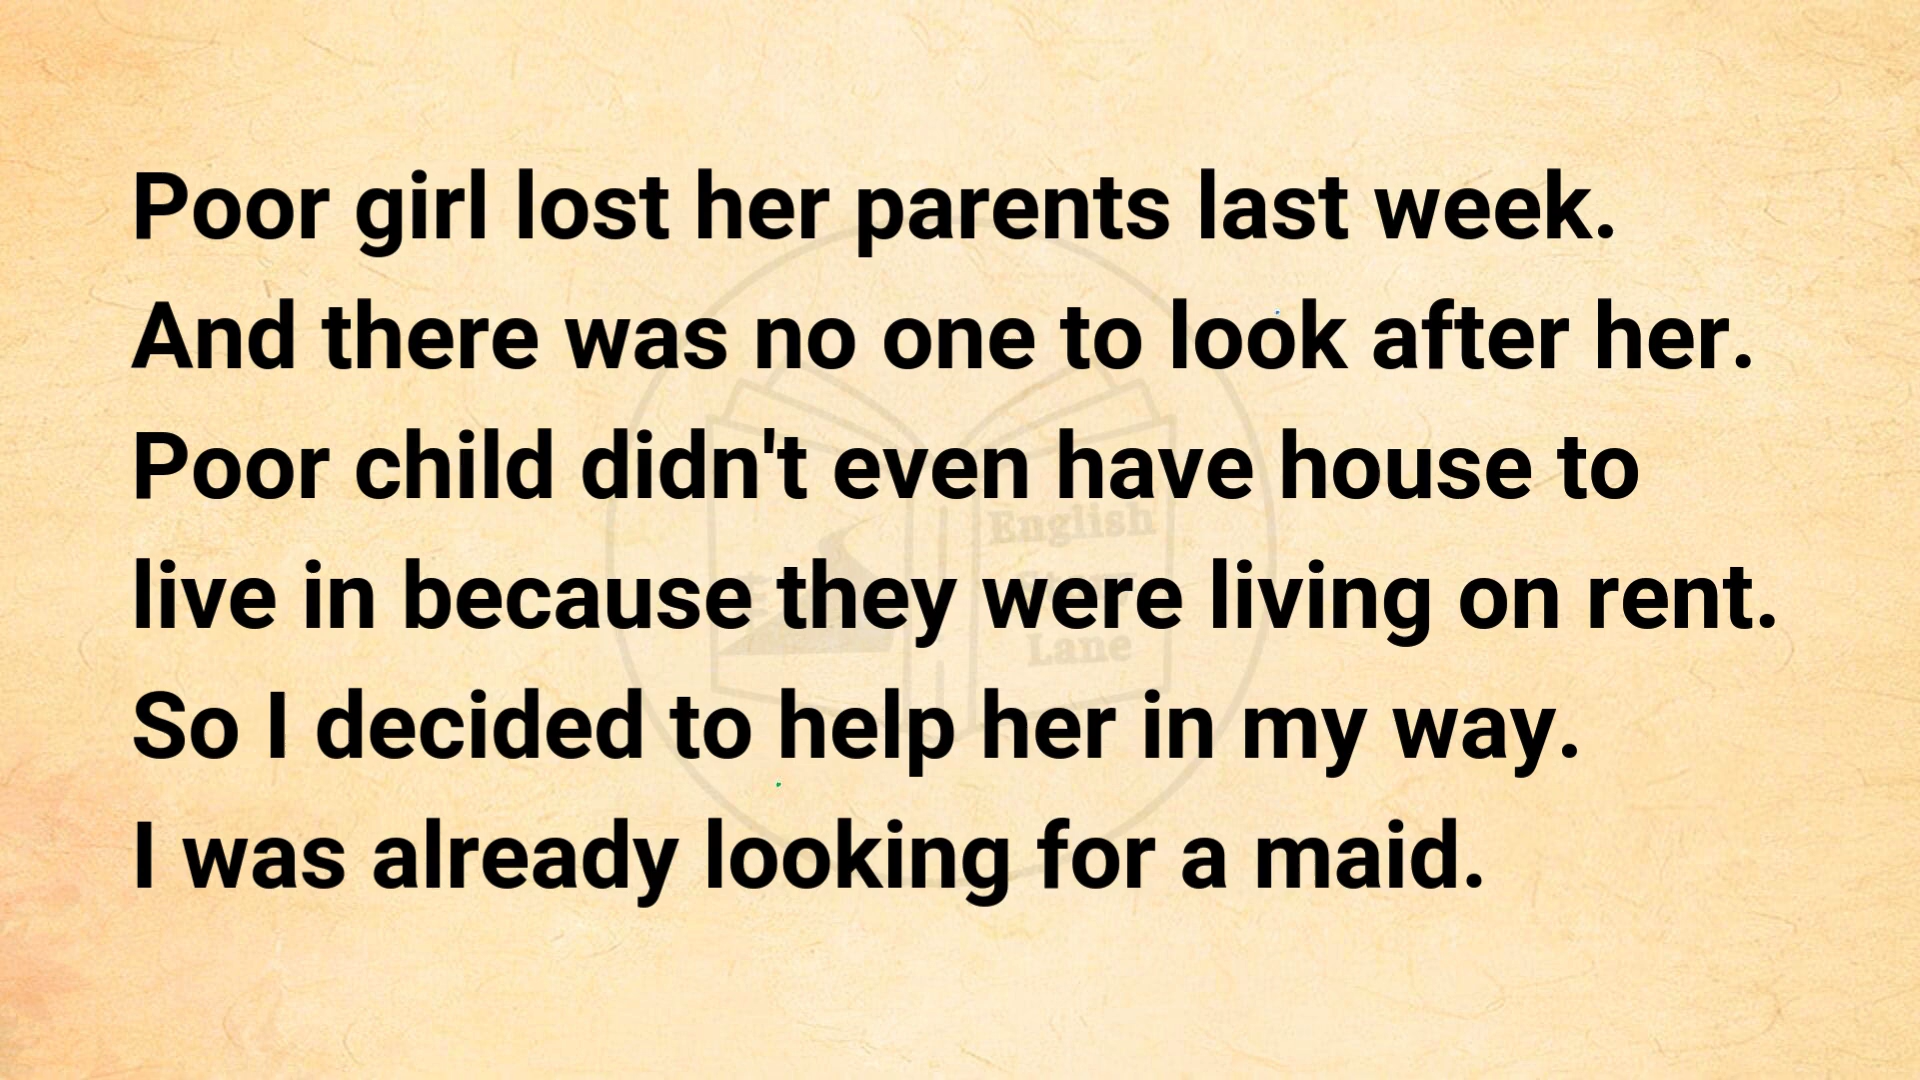 Poor girl lost her parents last week.
And there was no one to look after her.
Poor child didn't even have house to
live in because they were living on rent.
So I decided to help her in my way.
I was already looking for a maid.
English
Lane